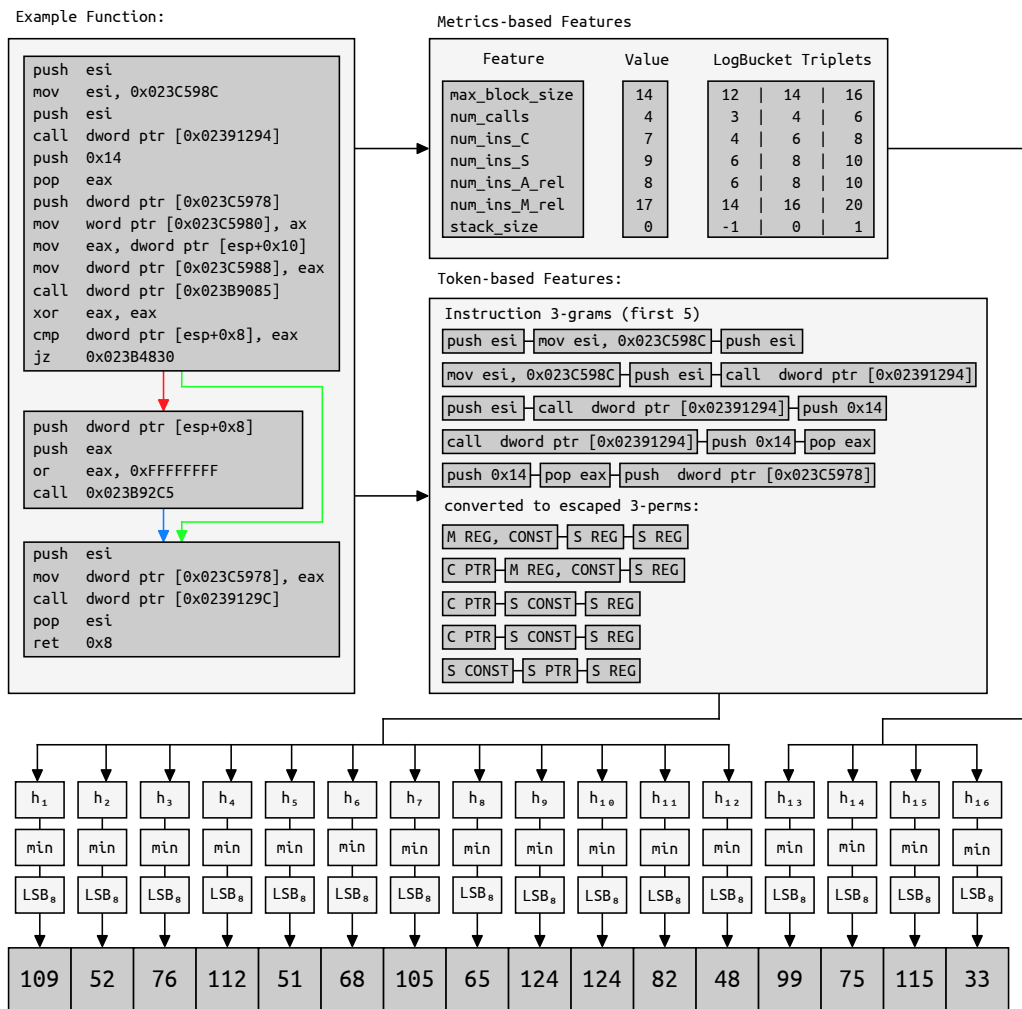 Example Function:
push esi
mov esi, 0x023C598C
push esi
call dword ptr [0x02391294]
push 0x14
pop eax
push dword ptr [0x023C5978]
mov word ptr [0x023C5980], ax
mov eax, dword ptr [esp+0x10]
mov dword ptr [0x023C5988], eax
call dword ptr [0x023B9085]
xor eax, eax
cmp dword ptr [esp+0x8], eax
jz 0x023B4830
push dword ptr [esp+0x8]
push eax
or eax, 0xFFFFFFFF
call 0x023B92C5
push esi
mov dword ptr [0x023C5978], eax
call dword ptr [0x0239129C]
pop esi
ret 0x8
Metrics-based Features
Feature Value LogBucket Triplets
max_block_size 14 12 | 14 | 16
num_calls 4 3 | 4 | 6
num_ins_C 7 4 | 6 | 8
num_ins_S 9 6 | 8 | 10
num_ins_A_rel 8 6 | 8 | 10
num_ins_M_rel 17 14 | 16 | 20
stack_size 0 -1 | 0 | 1
Token-based Features:
Instruction 3-grams (first 5)
push esi mov esi, 0x023C598C push esi
mov esi, 0x023C598C push esi call dword ptr [0x02391294]
push esi call dword ptr [0x02391294] push 0x14
call dword ptr [0x02391294] push 0x14 pop eax
push 0x14 pop eax push dword ptr [0x023C5978]
converted to escaped 3-perms:
M REG, CONST S REG S REG
C PTR M REG, CONST S REG
C PTR S CONST S REG
C PTR S CONST S REG
S CONST S PTR S REG
h₁ h₂ h₃ h₄ h₅ h₆ h₇ h₈ h₉ h₁₀ h₁₁ h₁₂ h₁₃ h₁₄ h₁₅ h₁₆
min min min min min min min min min min min min min min min min
LSB₈ LSB₈ LSB₈ LSB₈ LSB₈ LSB₈ LSB₈ LSB₈ LSB₈ LSB₈ LSB₈ LSB₈ LSB₈ LSB₈ LSB₈ LSB₈
109 52 76 112 51 68 105 65 124 124 82 48 99 75 115 33